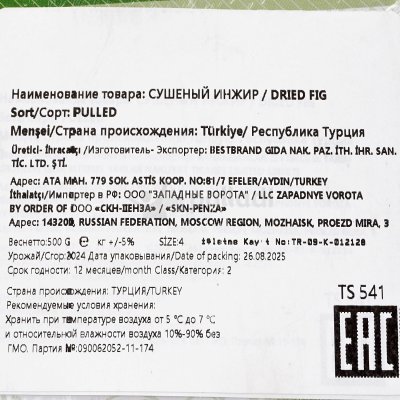 Наименование товара: СУШЕНЫЙ ИНЖИР / DRIED FIG
Sort/Сорт: PULLED
Menşei/Страна происхождения: Türkiye/ Республика Турция
Üretici-İhracatçı /Изготовитель- Экспортер: BESTBRAND GIDA NAK. PAZ. İTH. İHR. SAN.
TİC. LTD. ŞTİ.
Адрес: ATA MAH. 779 SOK. ASTİS KOOP. NO:81/7 EFELER/AYDIN/TURKEY
İthalatçı/Импортер в РФ: ООО "ЗАПАДНЫЕ ВОРОТА" / LLC ZAPADNYE VOROTA
BY ORDER OF ООО «СКН-ПЕНЗА» / «SKN-PENZA»
Адрес: 143200, RUSSIAN FEDERATION, MOSCOW REGION, MOZHAISK, PROEZD MIRA, 3
Вес нетто:500 G e кг +/-5% SİZE:4 İşletme Kayıt No:TR-09-K-012128
Урожай/Crop:2024 Дата упаковывания/Date of packing: 26.08.2025
Срок годности: 12 месяцев/month Class/Категория: 2
Страна происхождения: ТУРЦИЯ/TURKEY
Рекомендуемые условия хранения:
Хранить при температуре воздуха от 5 °C до 7 °C
и относительной влажности воздуха 10%-90% без
ГМО. Партия №:090062052-11-174
TS 541
EAC